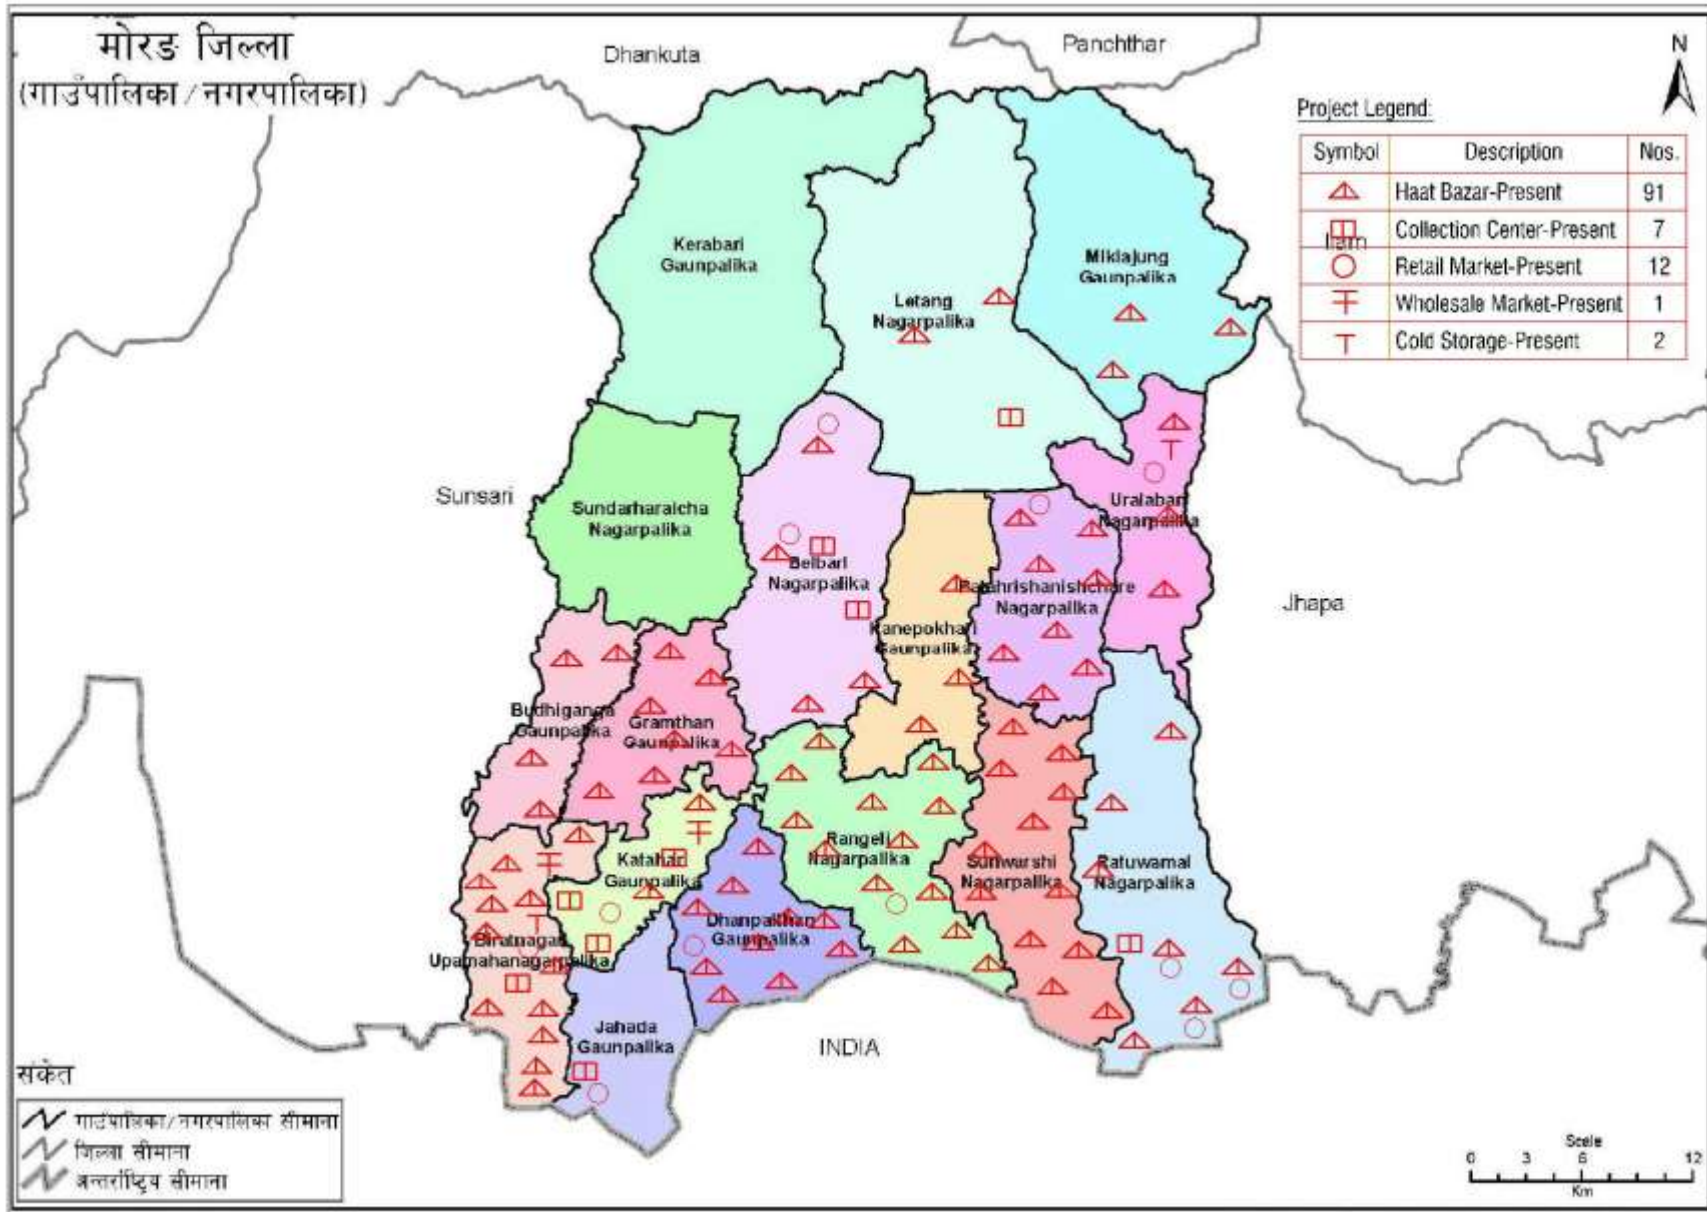 मोरङ जिल्ला
(गाउँपालिका/नगरपालिका)
Dhankuta
Panchthar
N
Project Legend:
Symbol Description Nos.
Haat Bazar-Present 91
Collection Center-Present 7
Ilam
Retail Market-Present 12
Wholesale Market-Present 1
Cold Storage-Present 2
Kerabari
Gaunpalika
Miklajung
Gaunpalika
Letang
Nagarpalika
Sunsari
Sundarharaicha
Nagarpalika
Uralabari
Nagarpalika
Belbari
Nagarpalika
Patahrishanishchare
Nagarpalika
Jhapa
Kanepokhari
Gaunpalika
Budhiganga
Gaunpalika
Gramthan
Gaunpalika
Rangeli
Nagarpalika
Katahari
Gaunpalika
Sunwarshi
Nagarpalika
Ratuwamai
Nagarpalika
Dhanpalthan
Gaunpalika
Biratnagar
Upamahanagarpalika
Jahada
Gaunpalika
INDIA
संकेत
गाउँपालिका/नगरपालिका सीमाना
जिल्ला सीमाना
अन्तर्राष्ट्रिय सीमाना
Scale
0 3 6 12
Km